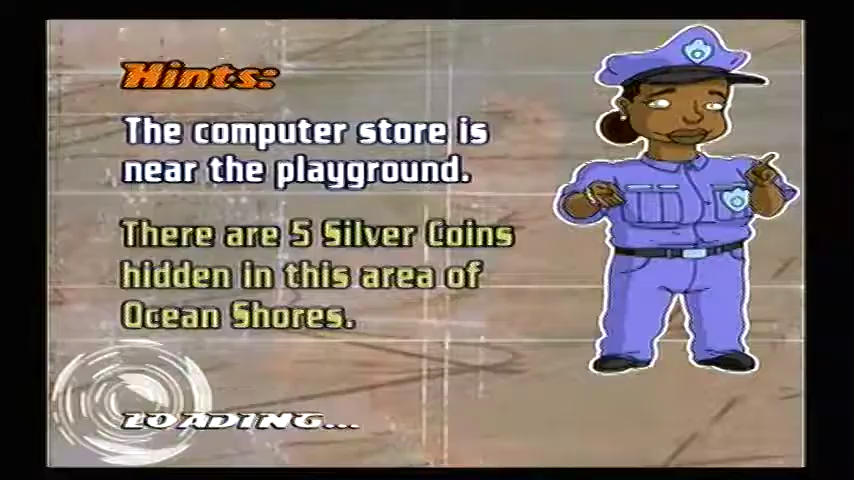 Hints:
The computer store is
near the playground.
There are 5 Silver Coins
hidden in this area of
Ocean Shores.
LOADING...